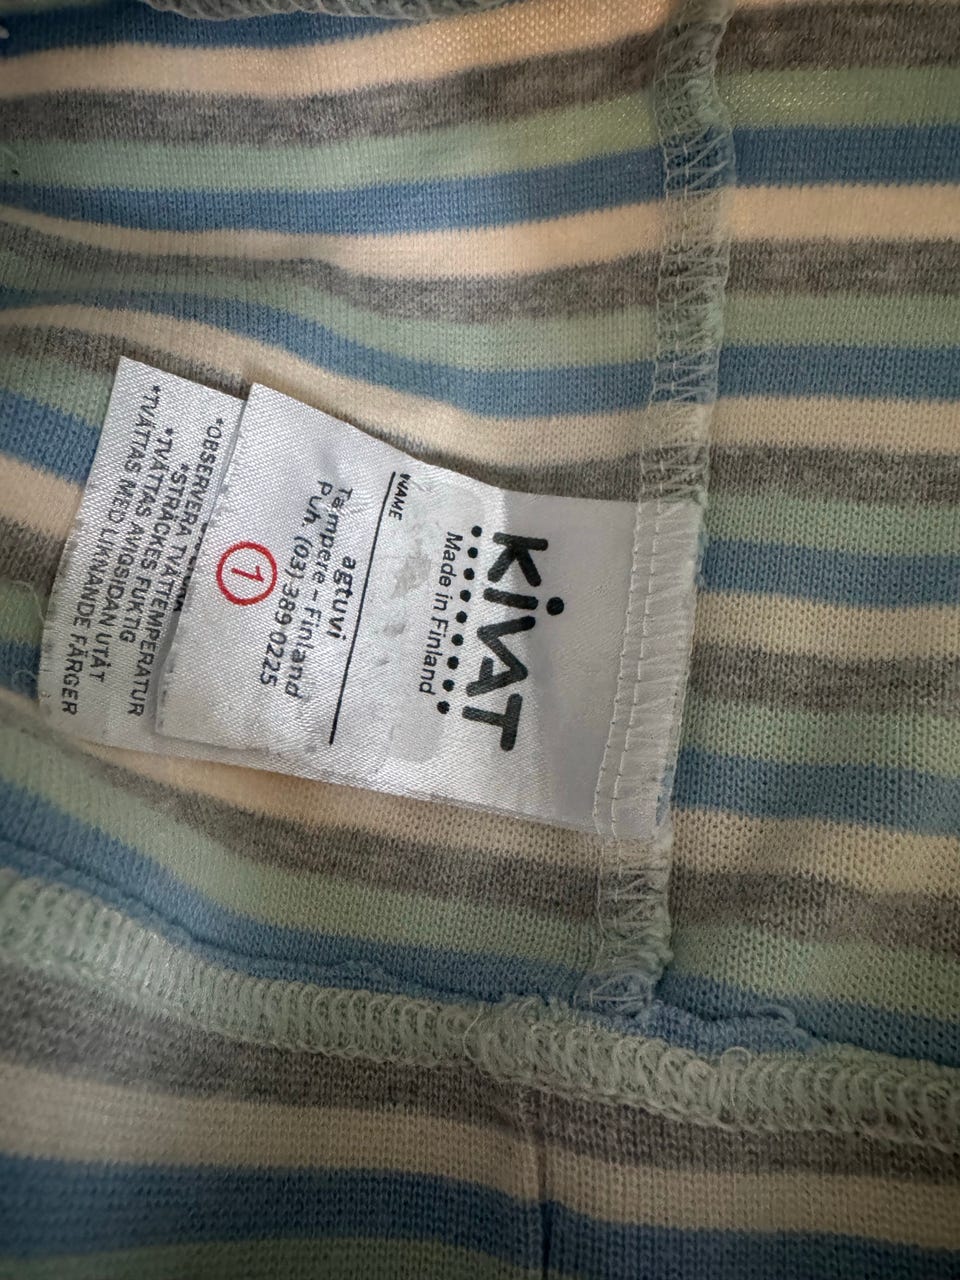 KIVAT
Made in Finland
NAME
agtuvi
Tampere – Finland
Puh. (03) 389 0225
1
*OBSERVERA TVÄTTEMPERATUR
*STRÄCKES FUKTIG
*TVÄTTAS AVIGSIDAN UTÅT
*TVÄTTAS MED LIKNANDE FÄRGER